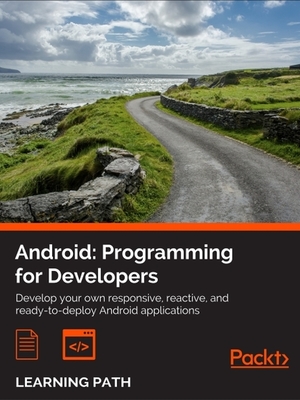 Android: Programming
for Developers
Develop your own responsive, reactive, and
ready-to-deploy Android applications
</>
Packt>
LEARNING PATH